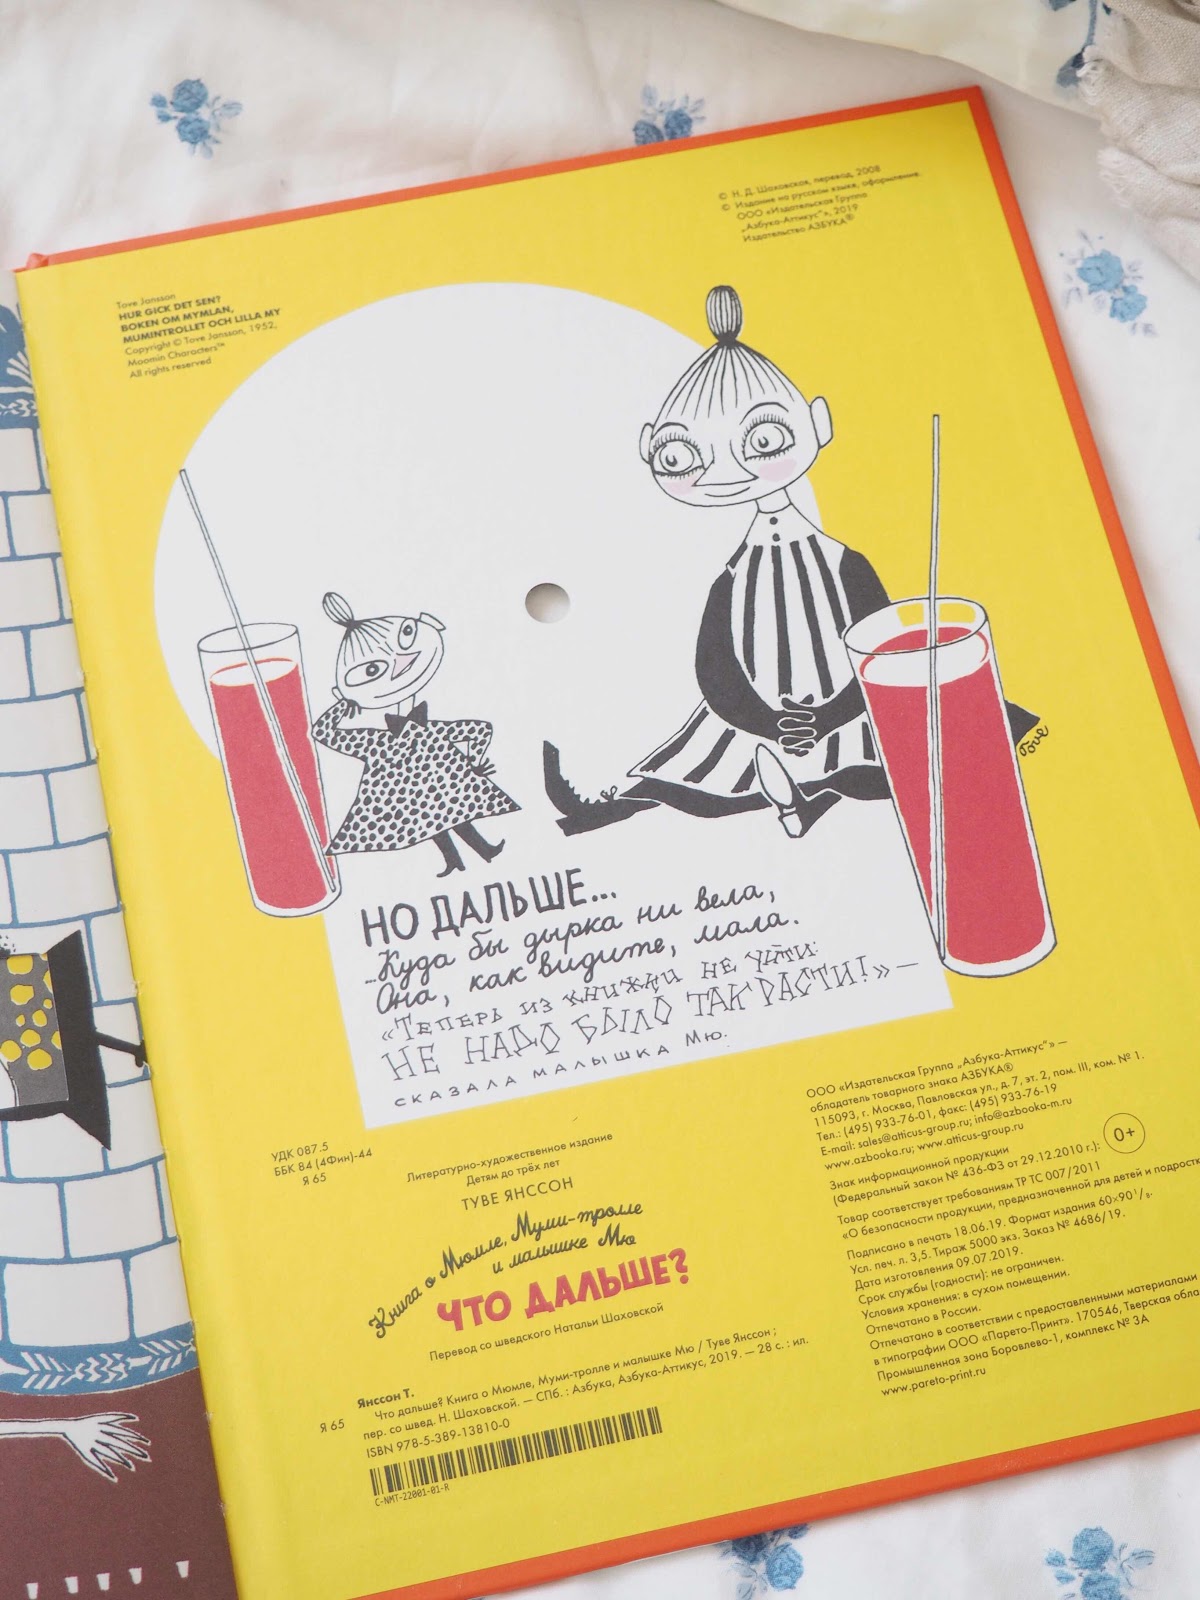 Tove Jansson
HUR GICK DET SEN?
BOKEN OM MYMLAN,
MUMINTROLLET OCH LILLA MY
Copyright © Tove Jansson, 1952,
Moomin Characters™
All rights reserved
© Н. Д. Шаховская, перевод, 2008
© Издание на русском языке, оформление.
ООО «Издательская Группа
„Азбука-Аттикус“», 2019
Издательство АЗБУКА®
Tove
НО ДАЛЬШЕ...
...Куда бы дырка ни вела,
Она, как видите, мала.
«Теперь из книжки не уйти:
НЕ НАДО БЫЛО ТАК РАСТИ!» —
СКАЗАЛА МАЛЫШКА Мю.
УДК 087.5
ББК 84 (4Фин)-44
Я 65
Литературно-художественное издание
Детям до трёх лет
ТУВЕ ЯНССОН
Книга о Мюмле, Муми-тролле
и малышке Мю
ЧТО ДАЛЬШЕ?
Перевод со шведского Натальи Шаховской
Янссон Т.
Я 65 Что дальше? Книга о Мюмле, Муми-тролле и малышке Мю / Туве Янссон ;
пер. со швед. Н. Шаховской. — СПб. : Азбука, Азбука-Аттикус, 2019. — 28 с. : ил.
ISBN 978-5-389-13810-0
C-NMT-22001-01-R
ООО «Издательская Группа „Азбука-Аттикус“» —
обладатель товарного знака АЗБУКА®
115093, г. Москва, Павловская ул., д. 7, эт. 2, пом. III, ком. № 1.
Тел.: (495) 933-76-01, факс: (495) 933-76-19
E-mail: sales@atticus-group.ru; info@azbooka-m.ru
www.azbooka.ru; www.atticus-group.ru
Знак информационной продукции
(Федеральный закон № 436-ФЗ от 29.12.2010 г.): 0+
Товар соответствует требованиям ТР ТС 007/2011
«О безопасности продукции, предназначенной для детей и подростк
Подписано в печать 18.06.19. Формат издания 60×90 1/8.
Усл. печ. л. 3,5. Тираж 5000 экз. Заказ № 4686/19.
Дата изготовления 09.07.2019.
Срок службы (годности): не ограничен.
Условия хранения: в сухом помещении.
Отпечатано в России.
Отпечатано в соответствии с предоставленными материалами
в типографии ООО «Парето-Принт». 170546, Тверская обла
Промышленная зона Боровлево-1, комплекс № 3А
www.pareto-print.ru